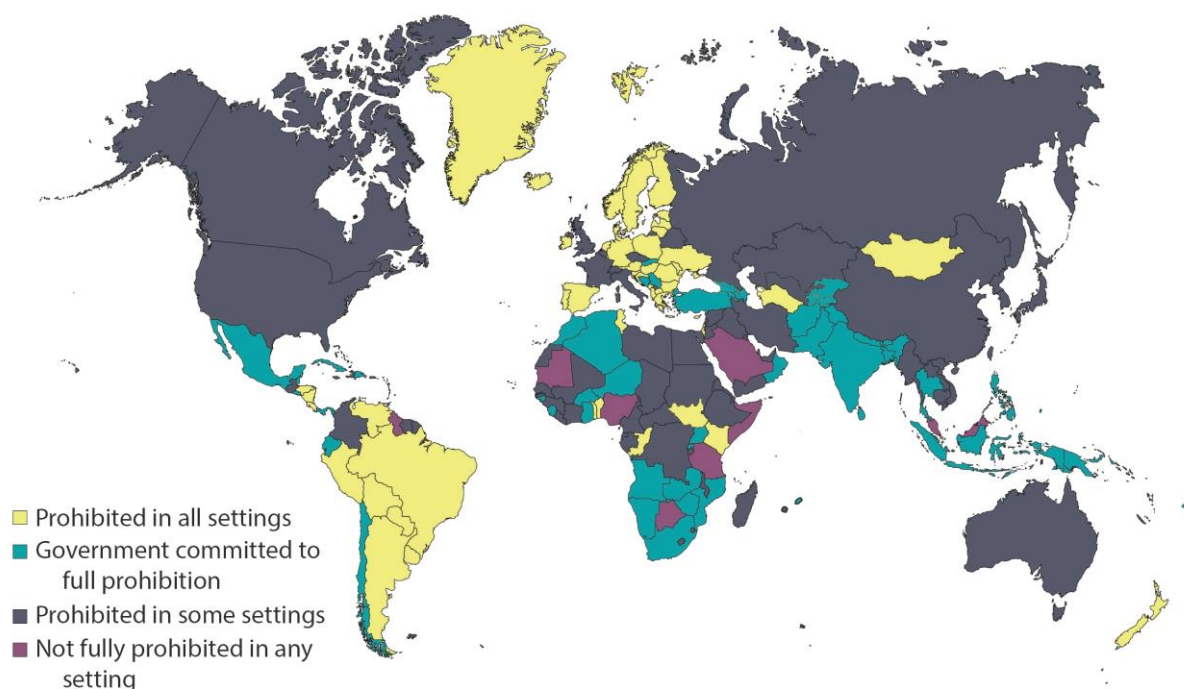 Prohibited in all settings
Government committed to
full prohibition
Prohibited in some settings
Not fully prohibited in any
setting